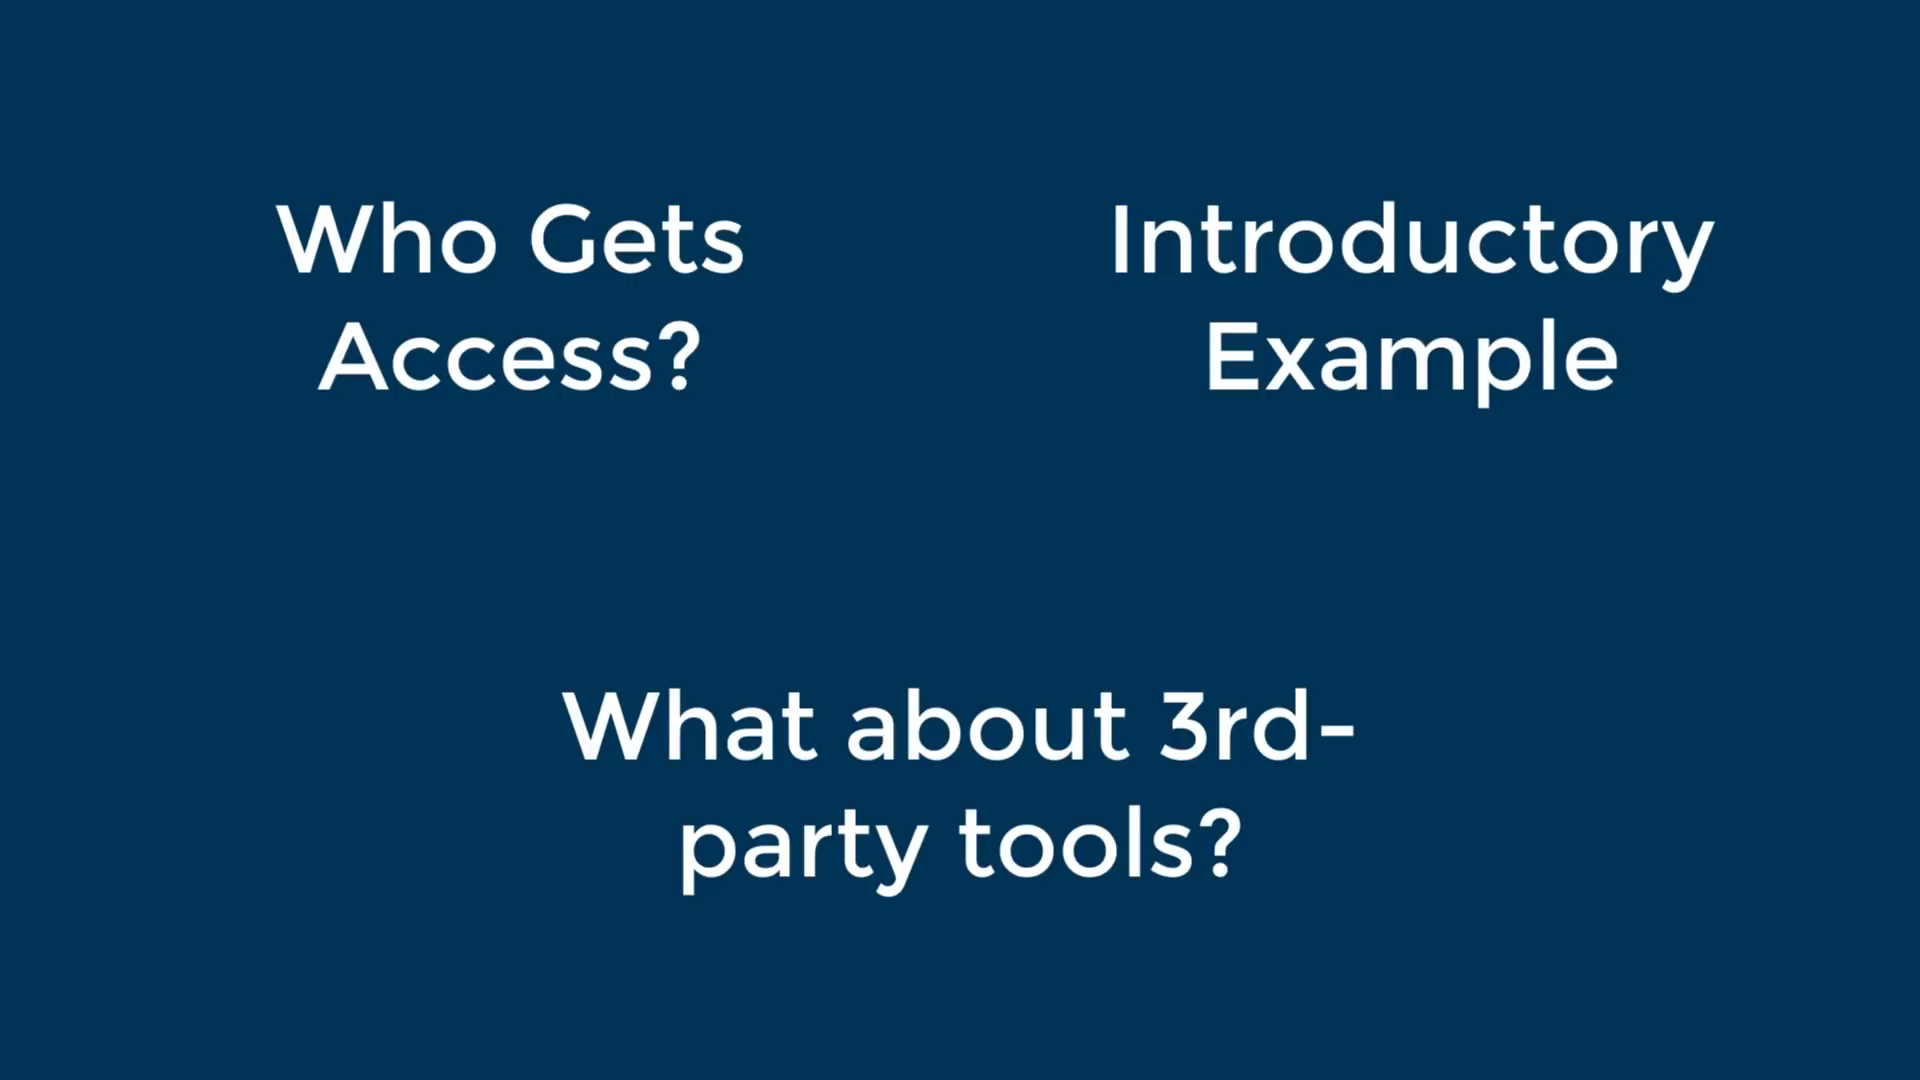 Who Gets
Access?
Introductory
Example
What about 3rd-
party tools?